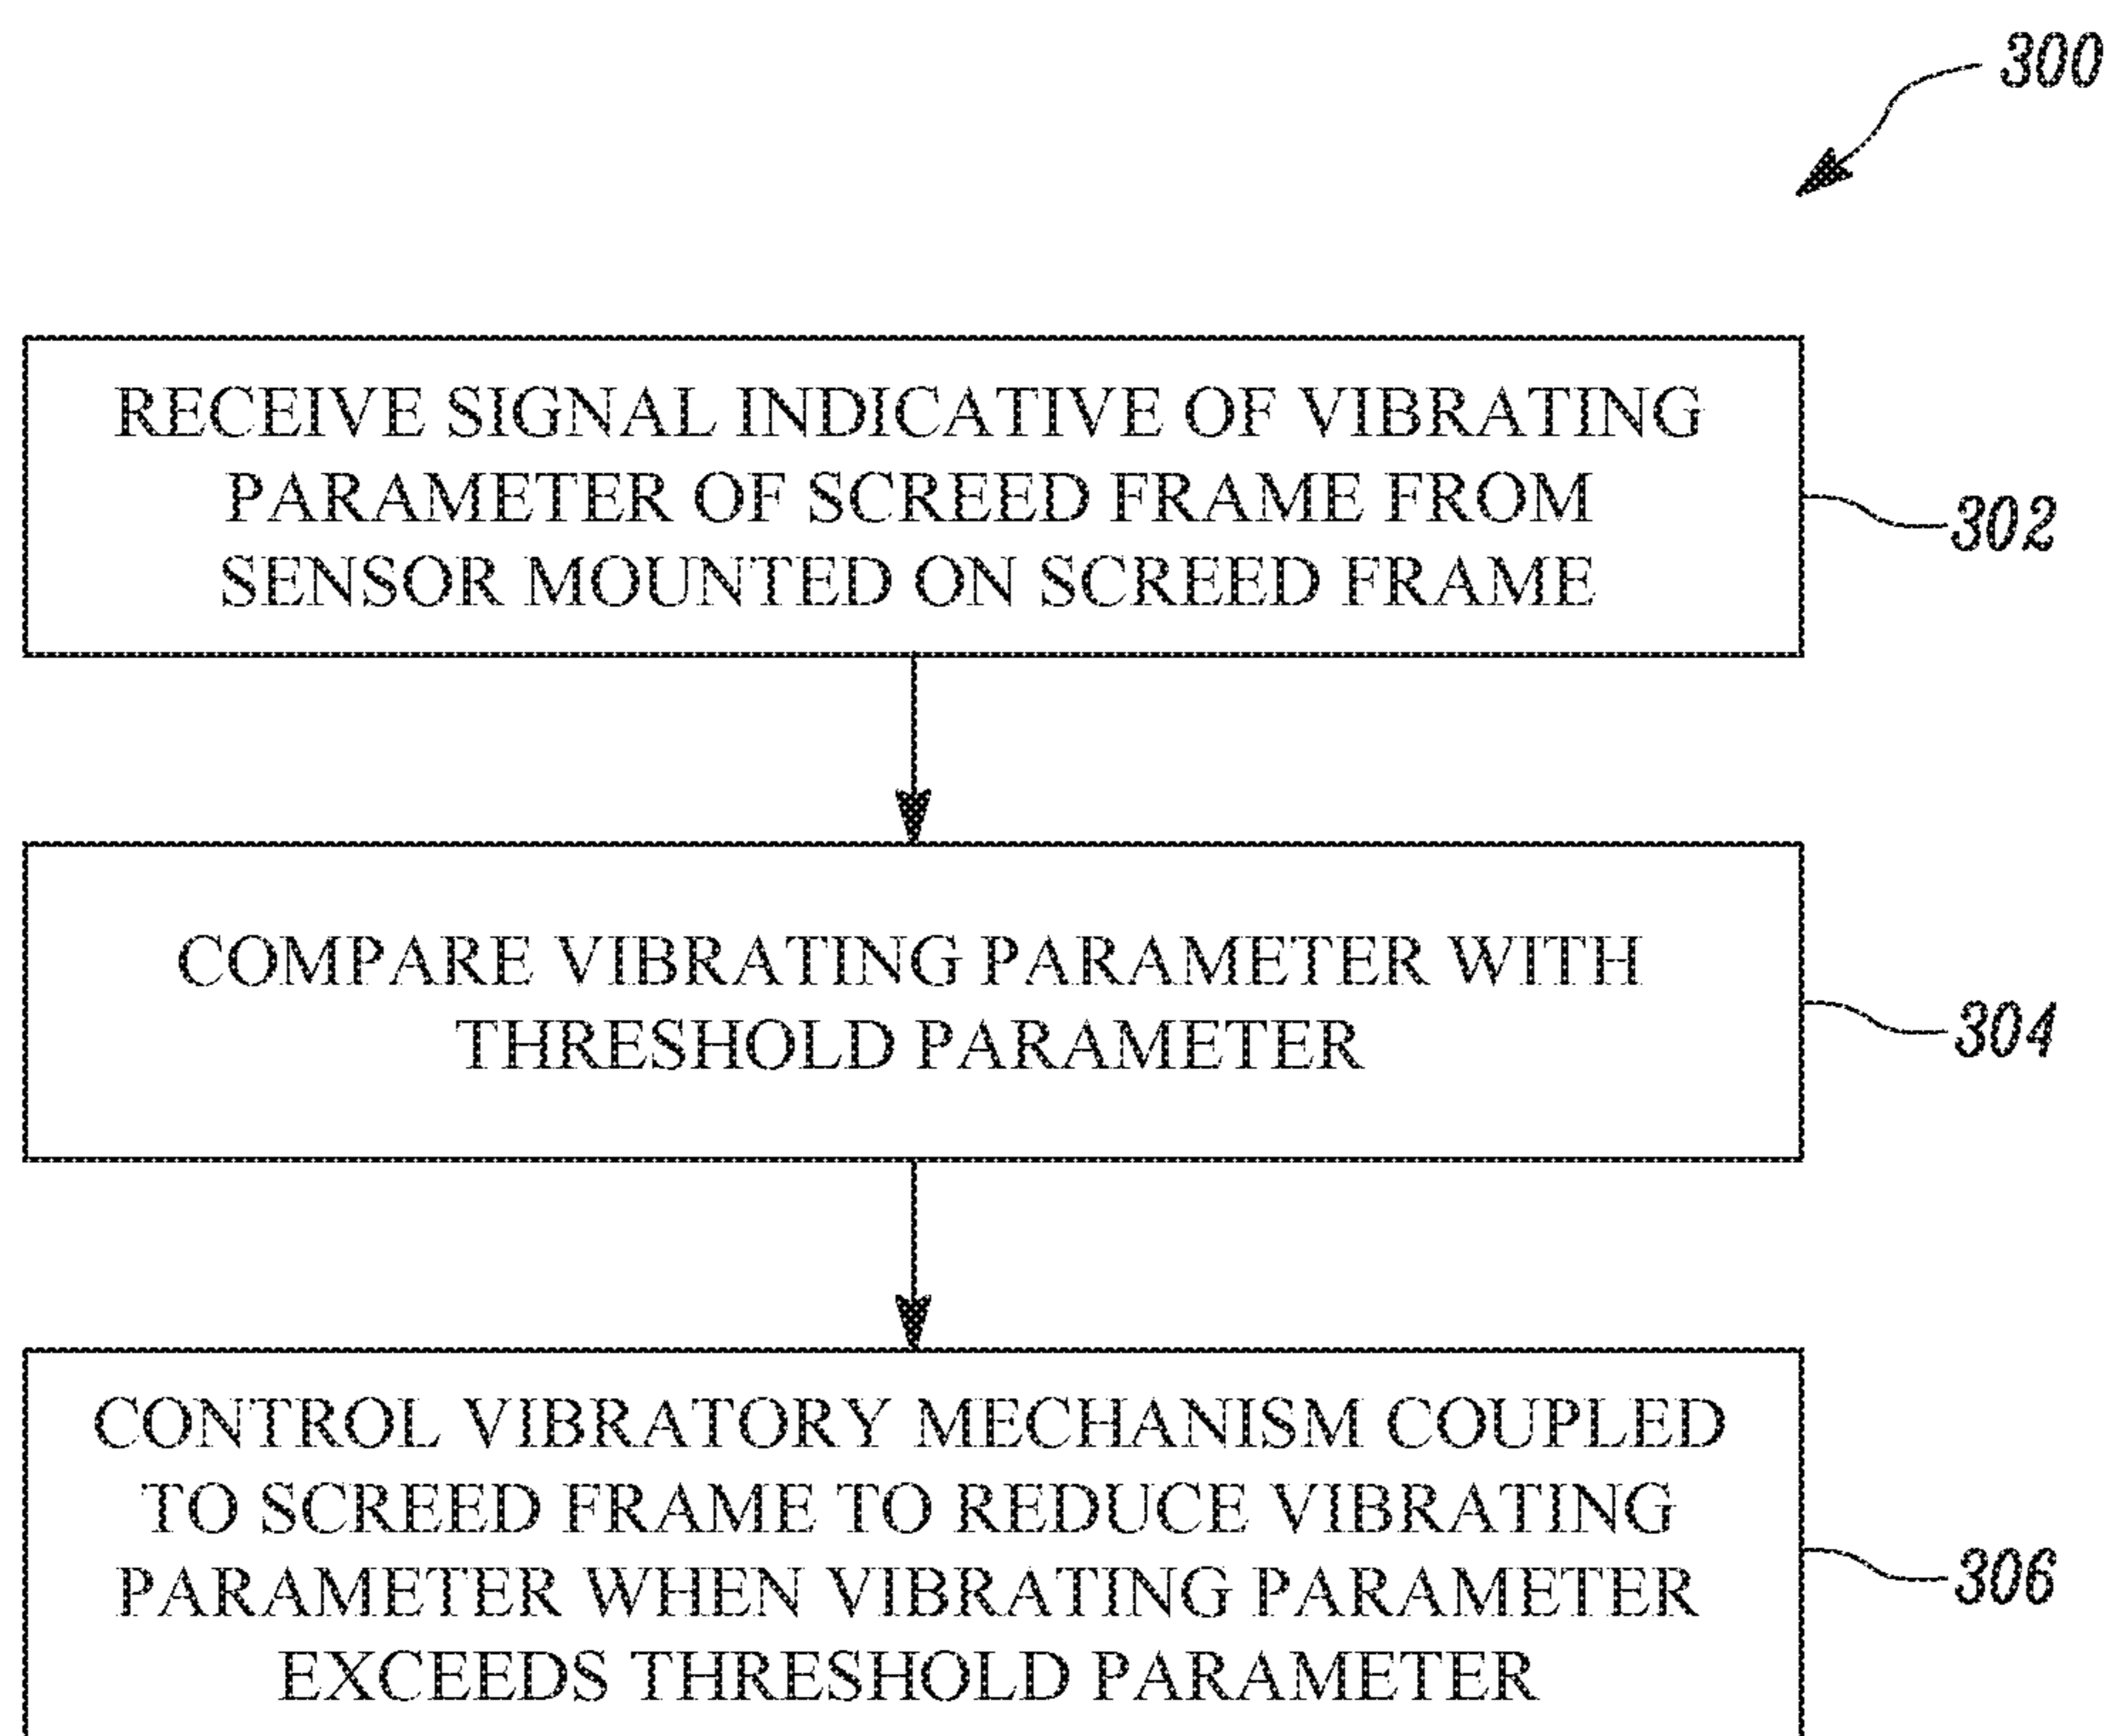 300
RECEIVE SIGNAL INDICATIVE OF VIBRATING
PARAMETER OF SCREED FRAME FROM
SENSOR MOUNTED ON SCREED FRAME
302
COMPARE VIBRATING PARAMETER WITH
THRESHOLD PARAMETER
304
CONTROL VIBRATORY MECHANISM COUPLED
TO SCREED FRAME TO REDUCE VIBRATING
PARAMETER WHEN VIBRATING PARAMETER
EXCEEDS THRESHOLD PARAMETER
306